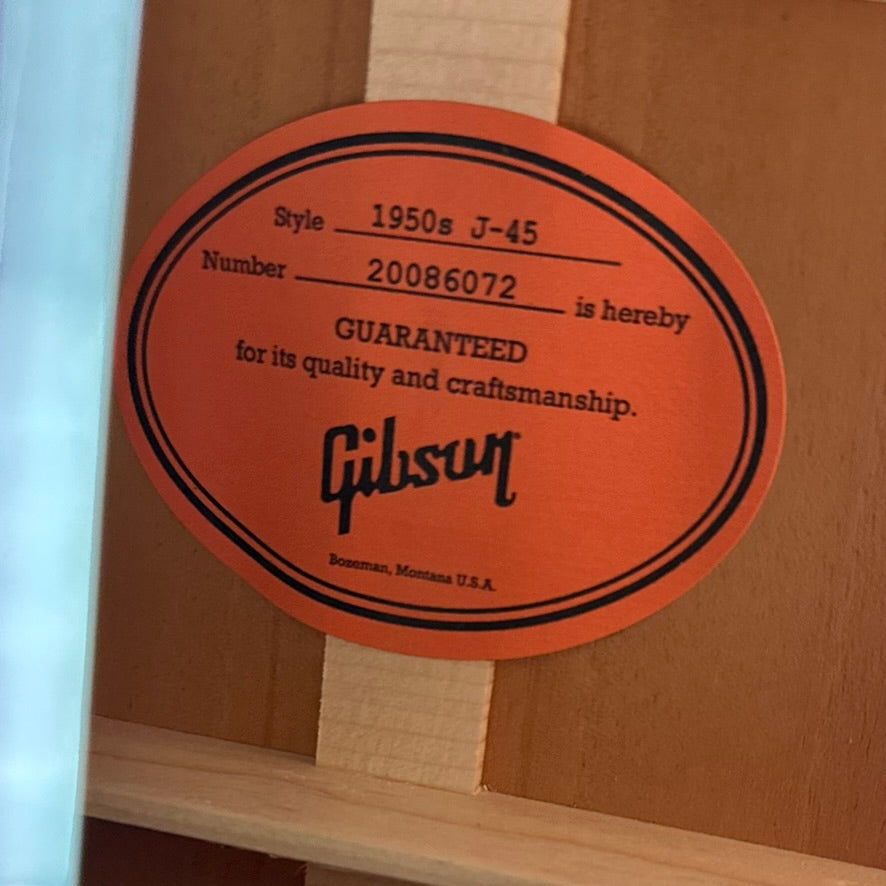 Style 1950s J-45
Number 20086072 is hereby
GUARANTEED
for its quality and craftsmanship.
Gibson
Bozeman, Montana U.S.A.